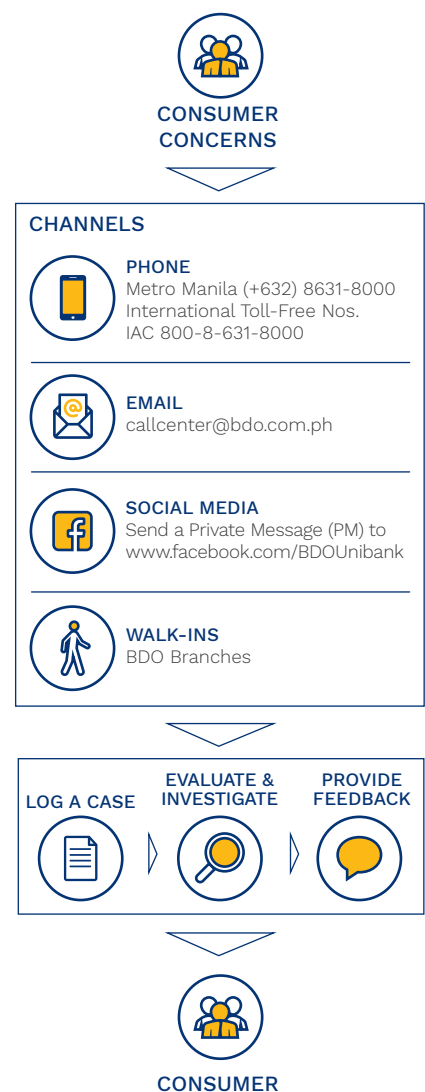 CONSUMER
CONCERNS
CHANNELS
PHONE
Metro Manila (+632) 8631-8000
International Toll-Free Nos.
IAC 800-8-631-8000
@
EMAIL
callcenter@bdo.com.ph
SOCIAL MEDIA
Send a Private Message (PM) to
www.facebook.com/BDOUnibank
WALK-INS
BDO Branches
LOG A CASE
EVALUATE &
INVESTIGATE
PROVIDE
FEEDBACK
CONSUMER